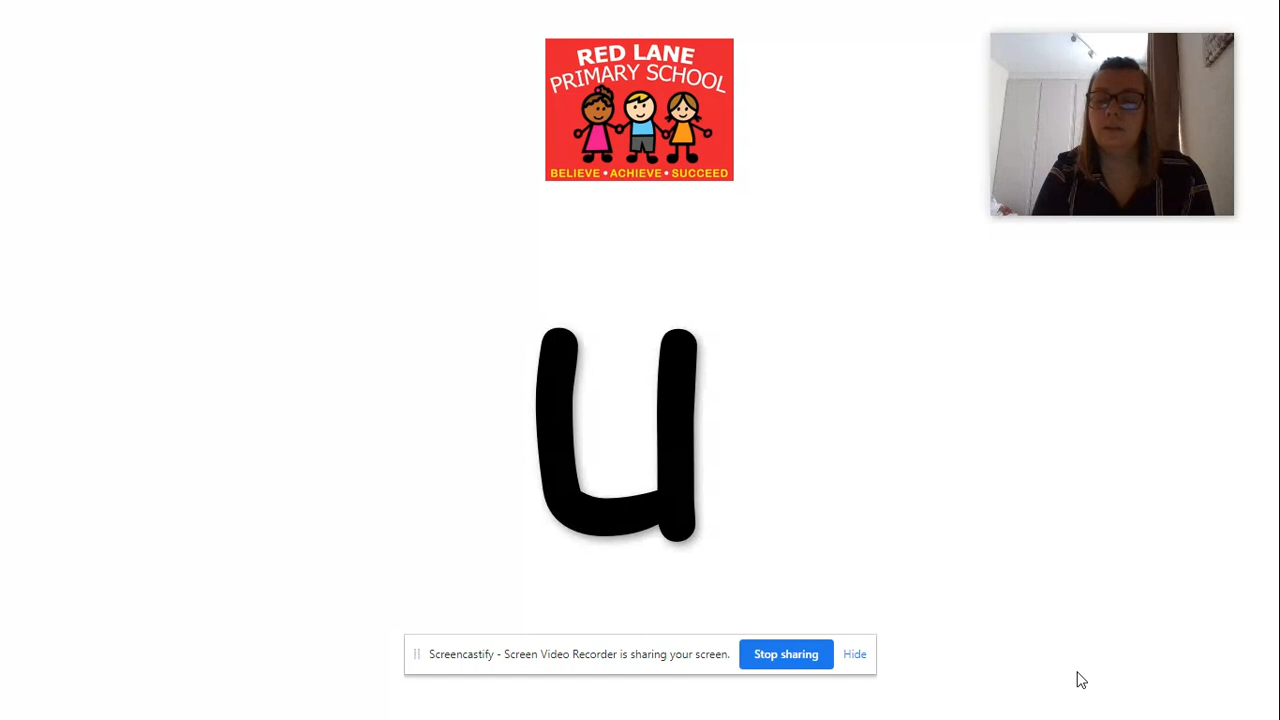 RED LANE
PRIMARY SCHOOL
BELIEVE • ACHIEVE • SUCCEED
u
Screencastify - Screen Video Recorder is sharing your screen. Stop sharing Hide